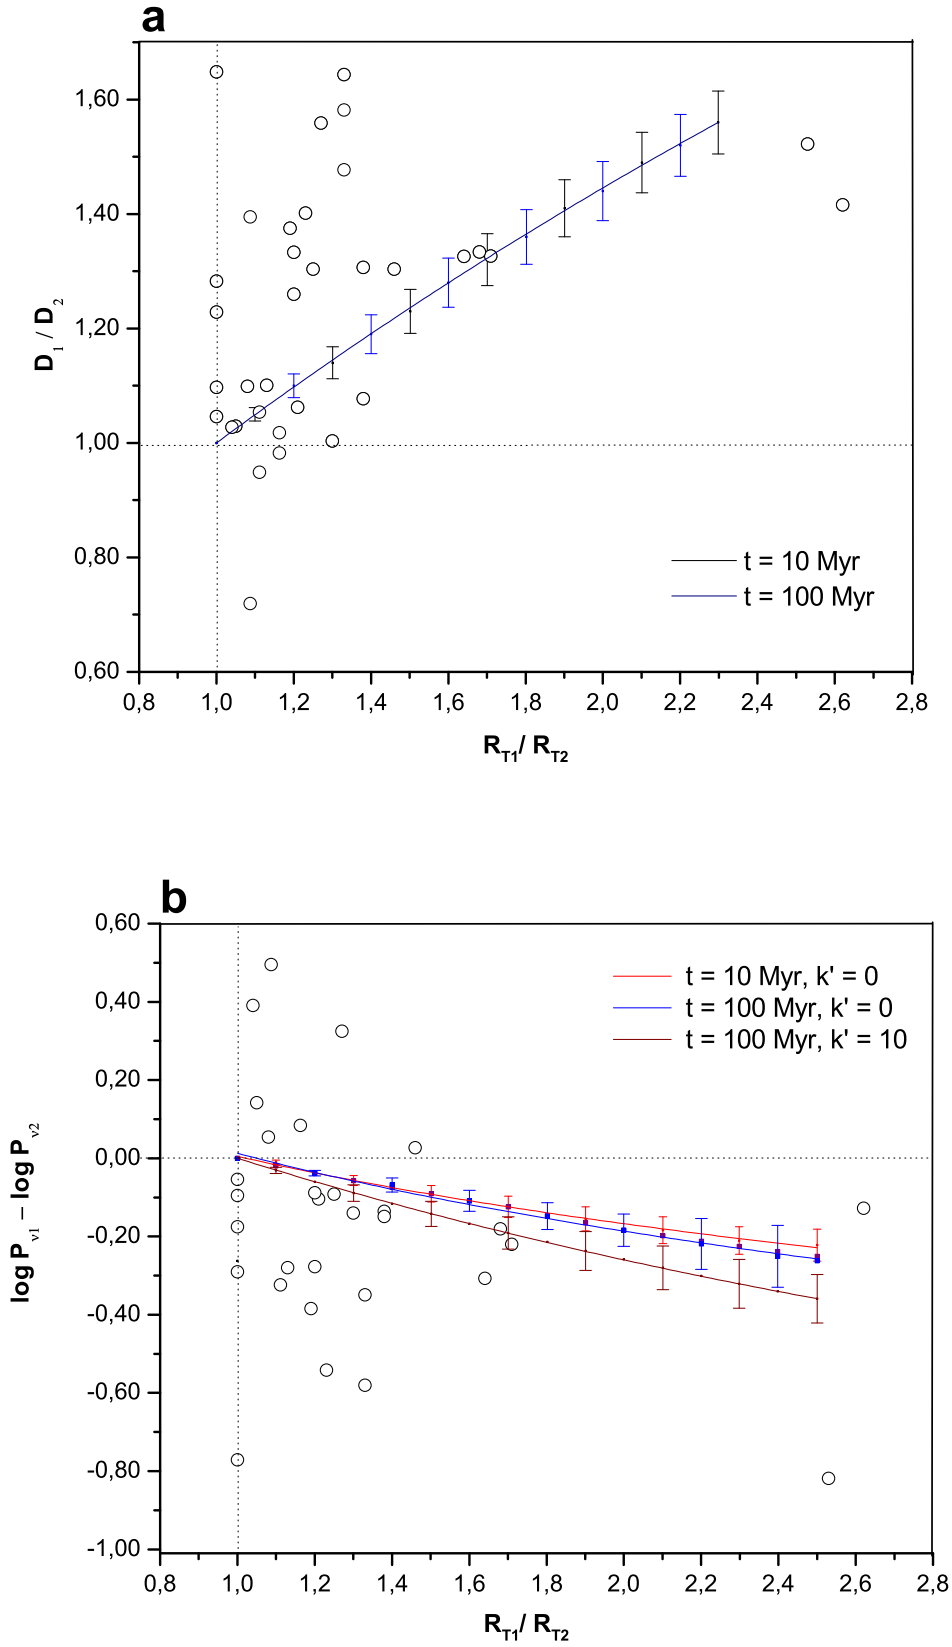 a
1,60
1,40
1,20
1,00
0,80
0,60
D1 / D2
t = 10 Myr
t = 100 Myr
0,8 1,0 1,2 1,4 1,6 1,8 2,0 2,2 2,4 2,6 2,8
RT1/ RT2
b
0,60
0,40
0,20
0,00
-0,20
-0,40
-0,60
-0,80
-1,00
log Pν1 − log Pν2
t = 10 Myr, k' = 0
t = 100 Myr, k' = 0
t = 100 Myr, k' = 10
0,8 1,0 1,2 1,4 1,6 1,8 2,0 2,2 2,4 2,6 2,8
RT1/ RT2